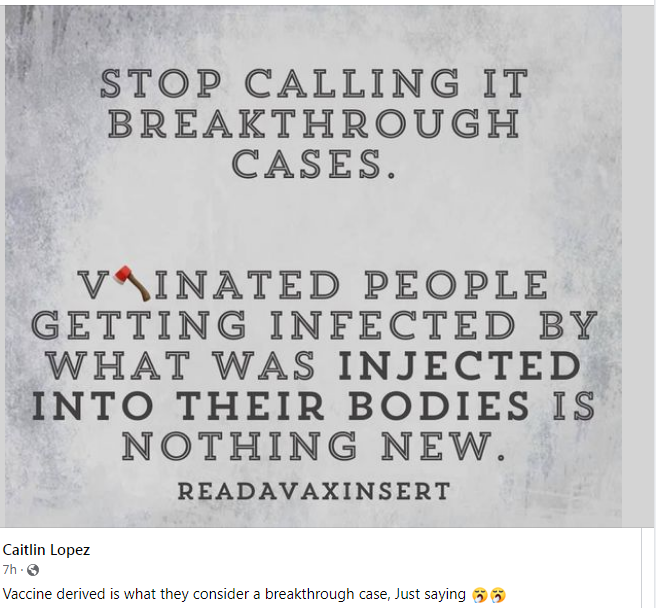 STOP CALLING IT
BREAKTHROUGH
CASES.
V🪓INATED PEOPLE
GETTING INFECTED BY
WHAT WAS INJECTED
INTO THEIR BODIES IS
NOTHING NEW.
READAVAXINSERT
Caitlin Lopez
7h ·
Vaccine derived is what they consider a breakthrough case, Just saying 🥱🥱